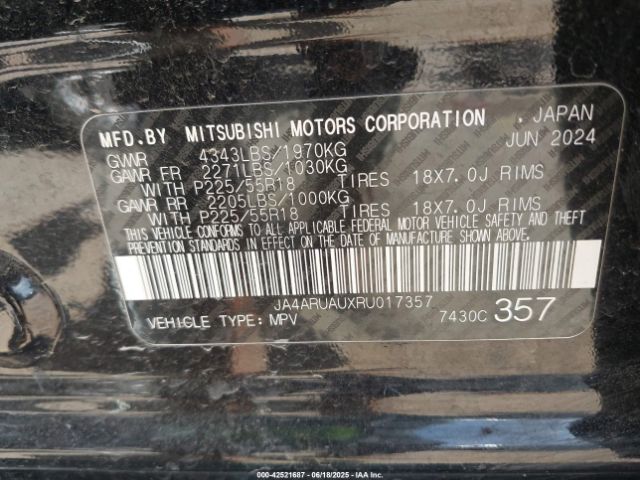 MFD.BY MITSUBISHI MOTORS CORPORATION , JAPAN
GVWR 4343LBS/1970KG JUN 2024
GAWR FR 2271LBS/1030KG
WITH P225/55R18 TIRES 18X7.0J RIMS
GAWR RR 2205LBS/1000KG
WITH P225/55R18 TIRES 18X7.0J RIMS
THIS VEHICLE CONFORMS TO ALL APPLICABLE FEDERAL MOTOR VEHICLE SAFETY AND THEFT
PREVENTION STANDARDS IN EFFECT ON THE DATE OF MANUFACTURE SHOWN ABOVE.
JA4ARUAUXRU017357
VEHICLE TYPE: MPV 7430C 357
000-42521687 - 06/18/2025 - IAA Inc.